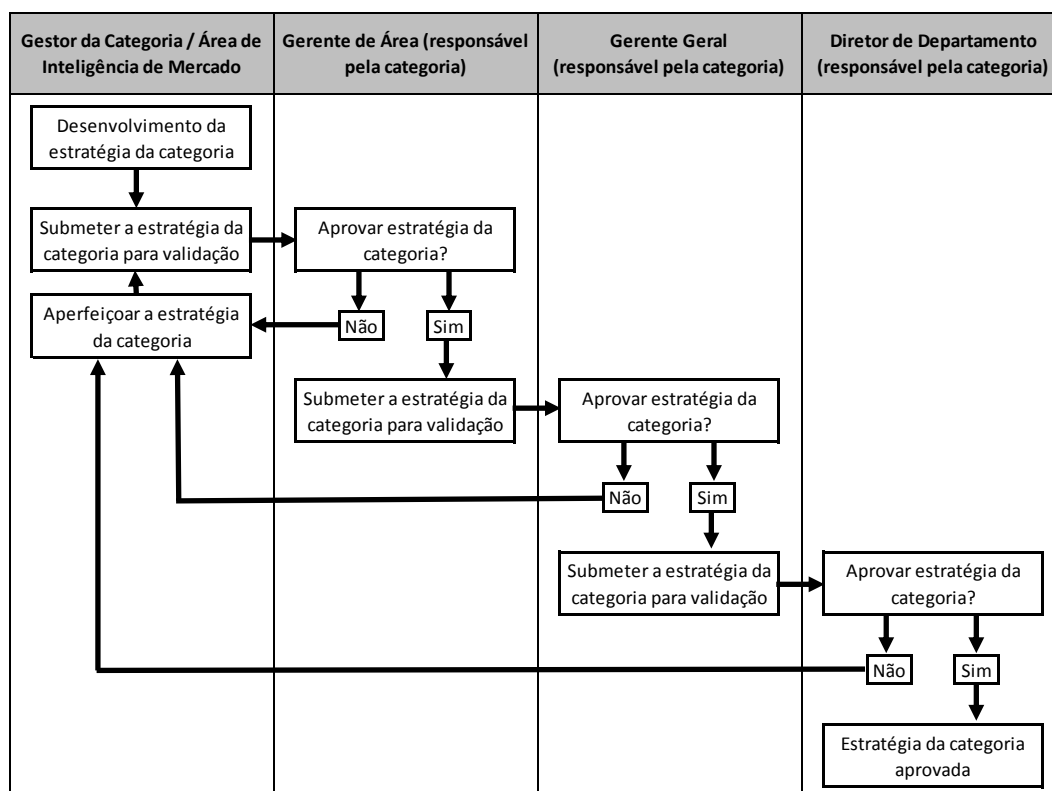 Gestor da Categoria / Área de
Inteligência de Mercado
Gerente de Área (responsável
pela categoria)
Gerente Geral
(responsável pela categoria)
Diretor de Departamento
(responsável pela categoria)
Desenvolvimento da
estratégia da categoria
Submeter a estratégia da
categoria para validação
Aprovar estratégia da
categoria?
Aperfeiçoar a estratégia
da categoria
Não
Sim
Submeter a estratégia da
categoria para validação
Aprovar estratégia da
categoria?
Não
Sim
Submeter a estratégia da
categoria para validação
Aprovar estratégia da
categoria?
Não
Sim
Estratégia da categoria
aprovada